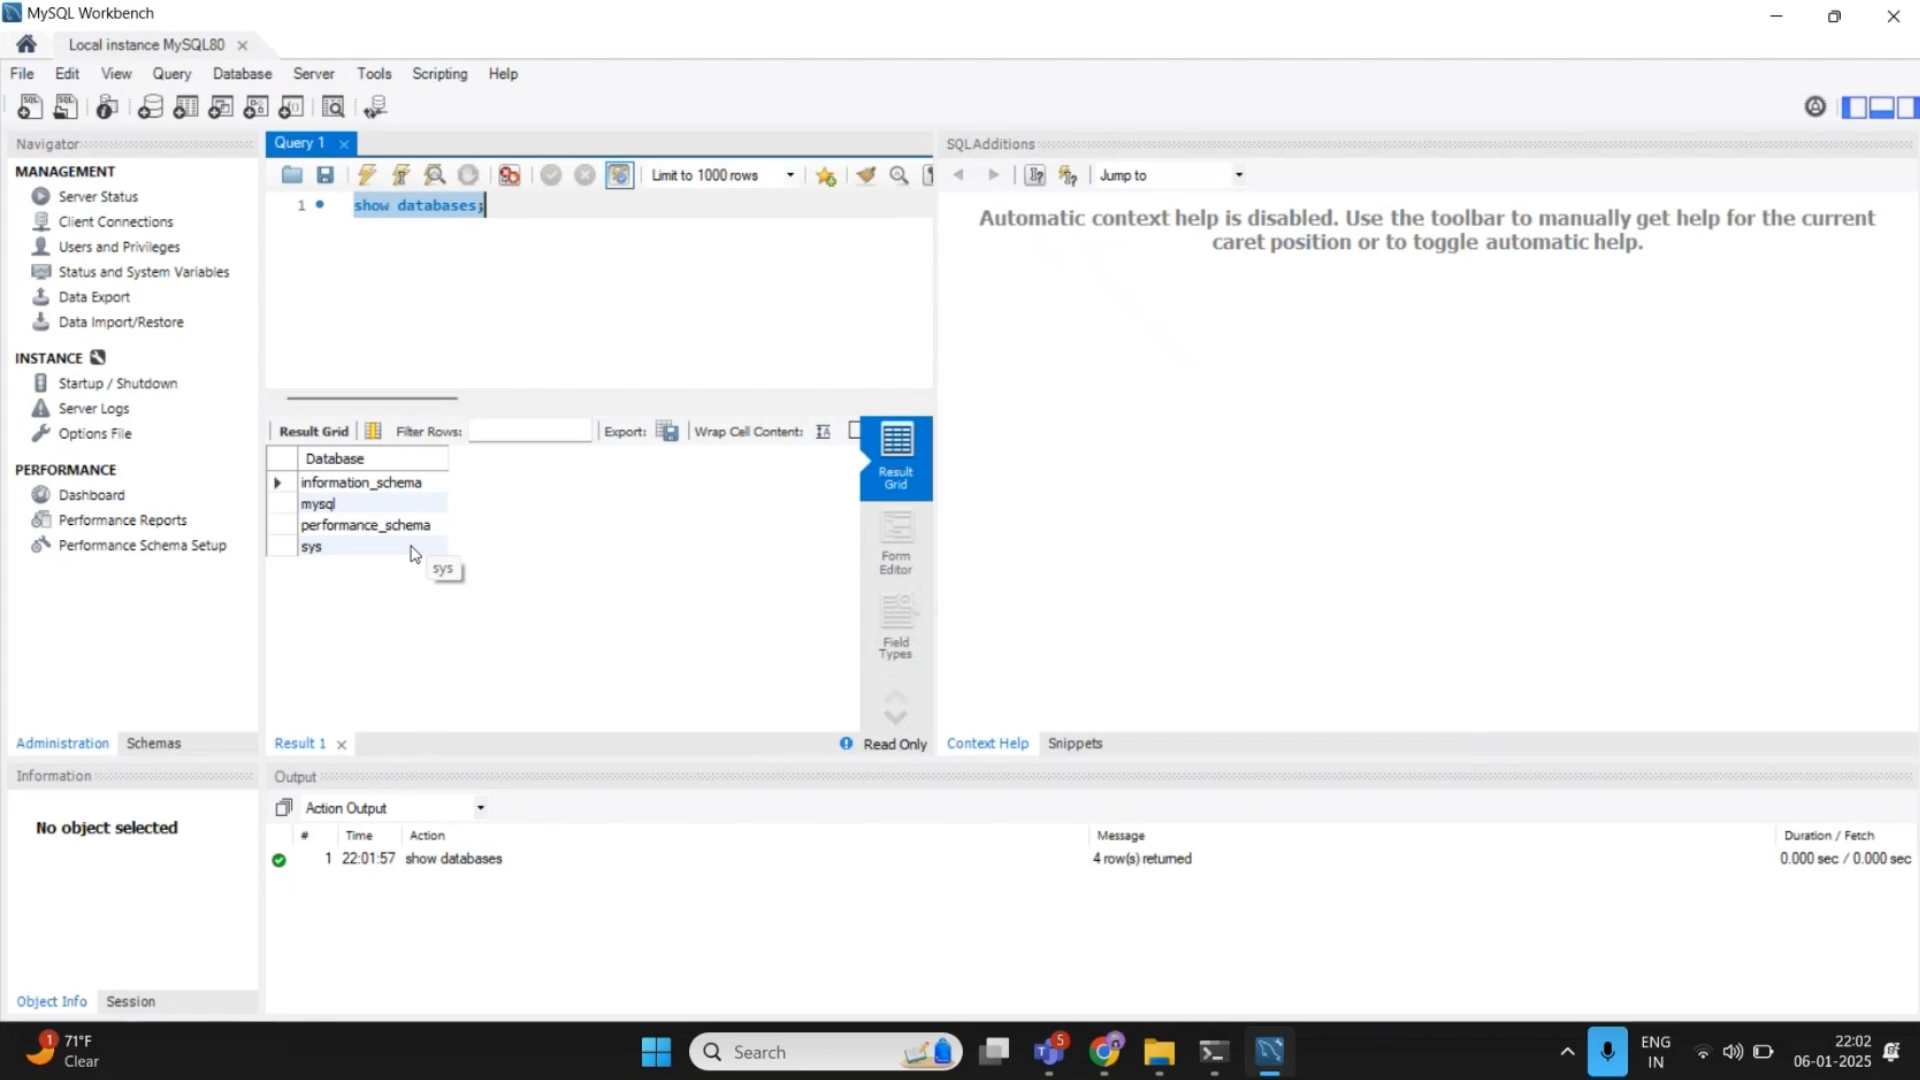 MySQL Workbench
Local instance MySQL80
File Edit View Query Database Server Tools Scripting Help
Navigator
MANAGEMENT
Server Status
Client Connections
Users and Privileges
Status and System Variables
Data Export
Data Import/Restore
INSTANCE
Startup / Shutdown
Server Logs
Options File
PERFORMANCE
Dashboard
Performance Reports
Performance Schema Setup
Administration Schemas
Information
No object selected
Object Info Session
Query 1
Limit to 1000 rows
1 show databases;
Result Grid Filter Rows: Export: Wrap Cell Content:
Database
information_schema
mysql
performance_schema
sys
sys
Result
Grid
Form
Editor
Field
Types
Result 1
Read Only
SQLAdditions
Jump to
Automatic context help is disabled. Use the toolbar to manually get help for the current
caret position or to toggle automatic help.
Context Help Snippets
Output
Action Output
# Time Action Message Duration / Fetch
1 22:01:57 show databases 4 row(s) returned 0.000 sec / 0.000 sec
1
71°F
Clear
Search
5
ENG
IN
22:02
06-01-2025